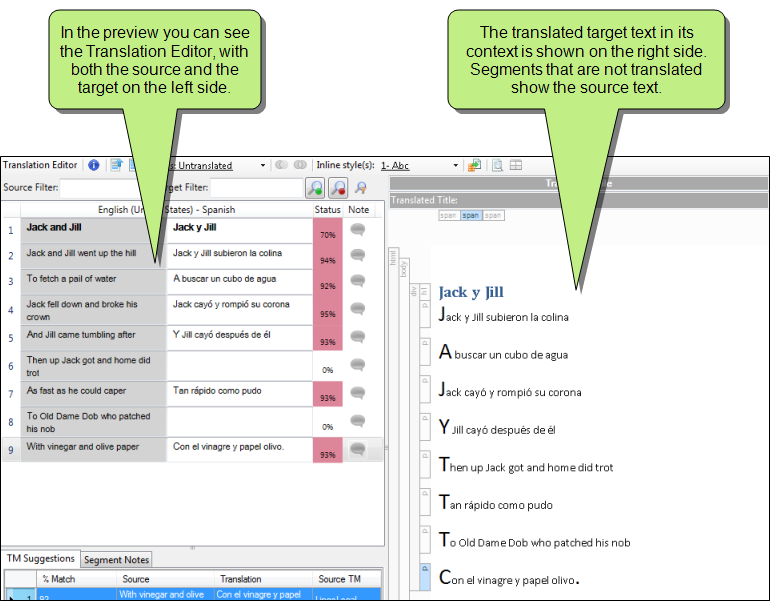 In the preview you can see
the Translation Editor, with
both the source and the
target on the left side.
The translated target text in its
context is shown on the right side.
Segments that are not translated
show the source text.
Translation Editor Untranslated Inline style(s): 1- Abc
Source Filter: Filter:
Translated Title:
span span span
English ( States) - Spanish Status Note
1 Jack and Jill Jack y Jill 70%
2 Jack and Jill went up the hill Jack y Jill subieron la colina 94%
3 To fetch a pail of water A buscar un cubo de agua 92%
4 Jack fell down and broke his crown Jack cayó y rompió su corona 95%
5 And Jill came tumbling after Y Jill cayó después de él 93%
6 Then up Jack got and home did trot 0%
7 As fast as he could caper Tan rápido como pudo 93%
8 To Old Dame Dob who patched his nob 0%
9 With vinegar and olive paper Con el vinagre y papel olivo. 93%
html
body
div
h1
Jack y Jill
p
Jack y Jill subieron la colina
p
A buscar un cubo de agua
p
Jack cayó y rompió su corona
p
Y Jill cayó después de él
p
Then up Jack got and home did trot
p
Tan rápido como pudo
p
To Old Dame Dob who patched his nob
p
Con el vinagre y papel olivo.
TM Suggestions Segment Notes
% Match Source Translation Source TM
1 93 With vinegar and olive Con el vinagre y papel